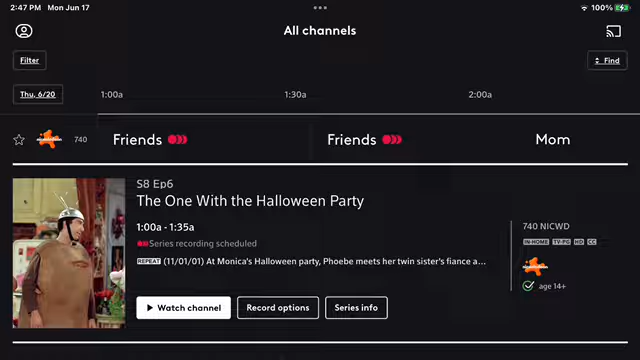 2:47 PM Mon Jun 17
100%
All channels
Filter
Find
Thu, 6/20
1:00a
1:30a
2:00a
740
Friends
Friends
Mom
S8 Ep6
The One With the Halloween Party
1:00a - 1:35a
Series recording scheduled
REPEAT (11/01/01) At Monica's Halloween party, Phoebe meets her twin sister's fiance a...
Watch channel
Record options
Series info
740 NICWD
IN-HOME TV-PG HD CC
age 14+